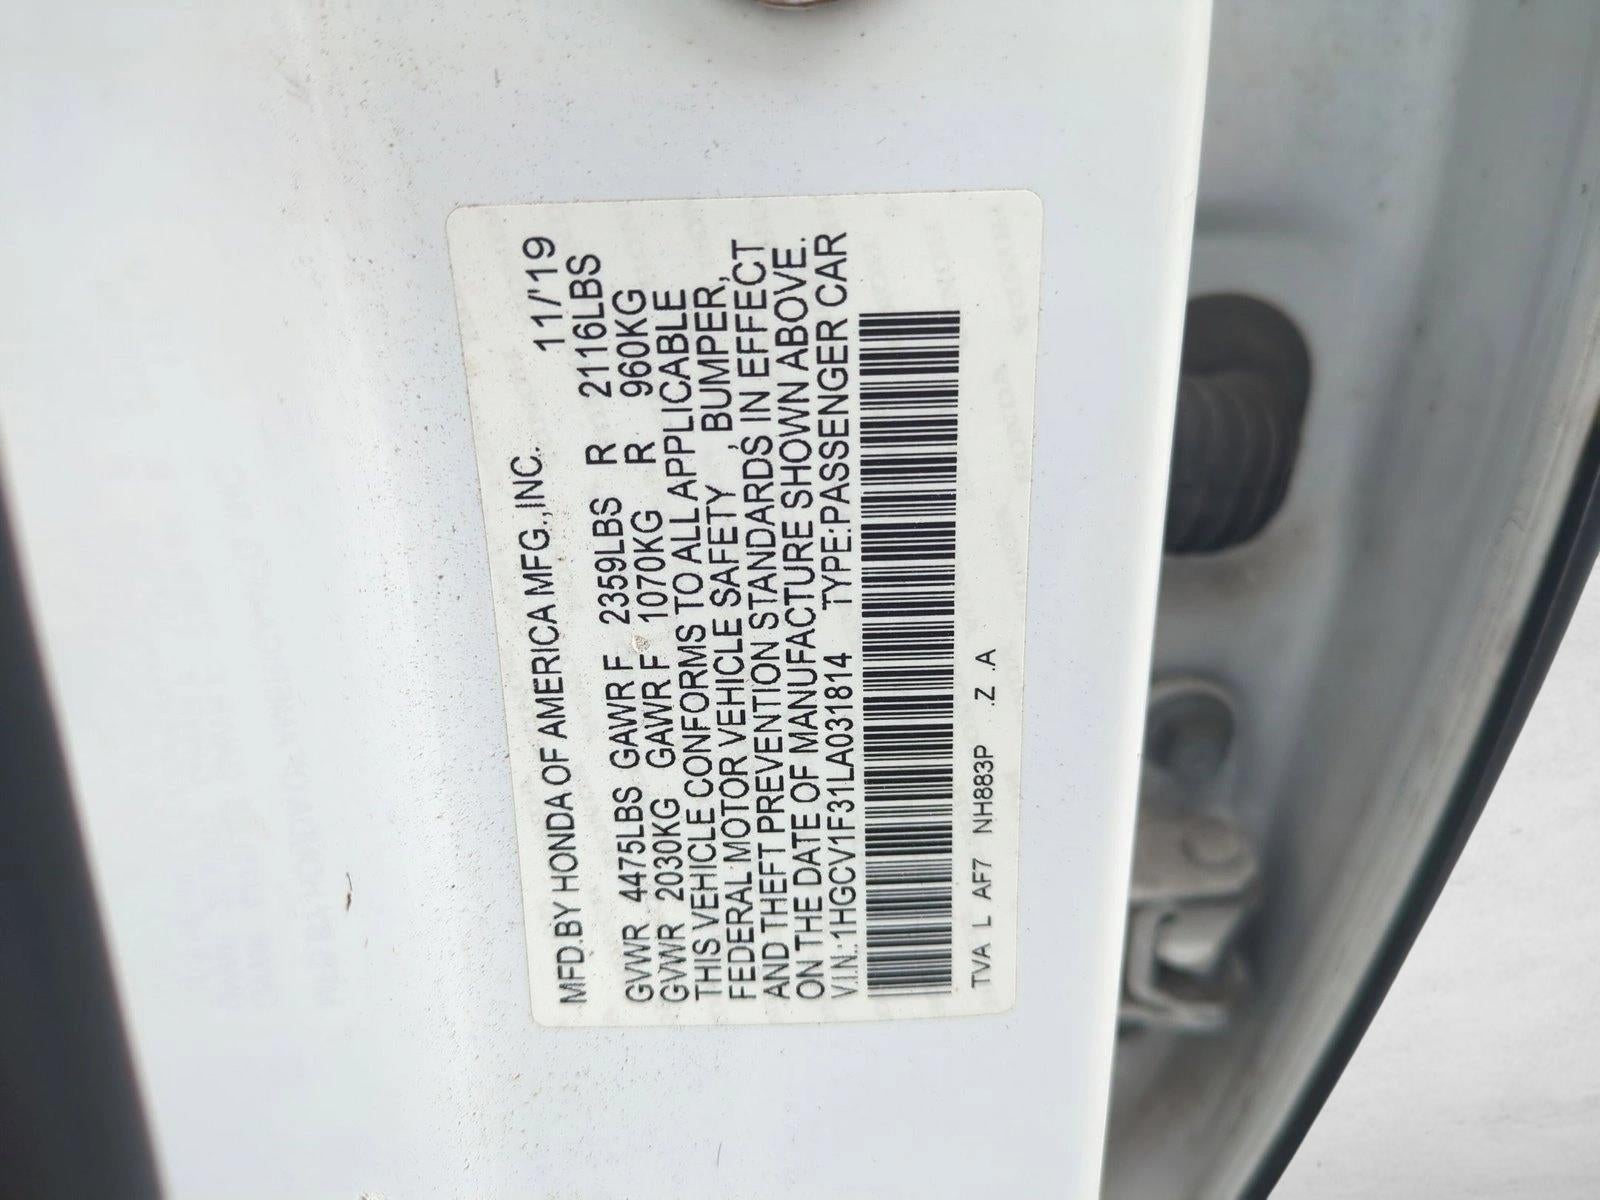 MFD.BY HONDA OF AMERICA MFG.,INC. 11/'19
GVWR 4475LBS GAWR F 2359LBS R 2116LBS
GVWR 2030KG GAWR F 1070KG R 960KG
THIS VEHICLE CONFORMS TO ALL APPLICABLE
FEDERAL MOTOR VEHICLE SAFETY , BUMPER,
AND THEFT PREVENTION STANDARDS IN EFFECT
ON THE DATE OF MANUFACTURE SHOWN ABOVE.
V.I.N.:1HGCV1F31LA031814 TYPE:PASSENGER CAR
TVA L AF7 NH883P .Z .A